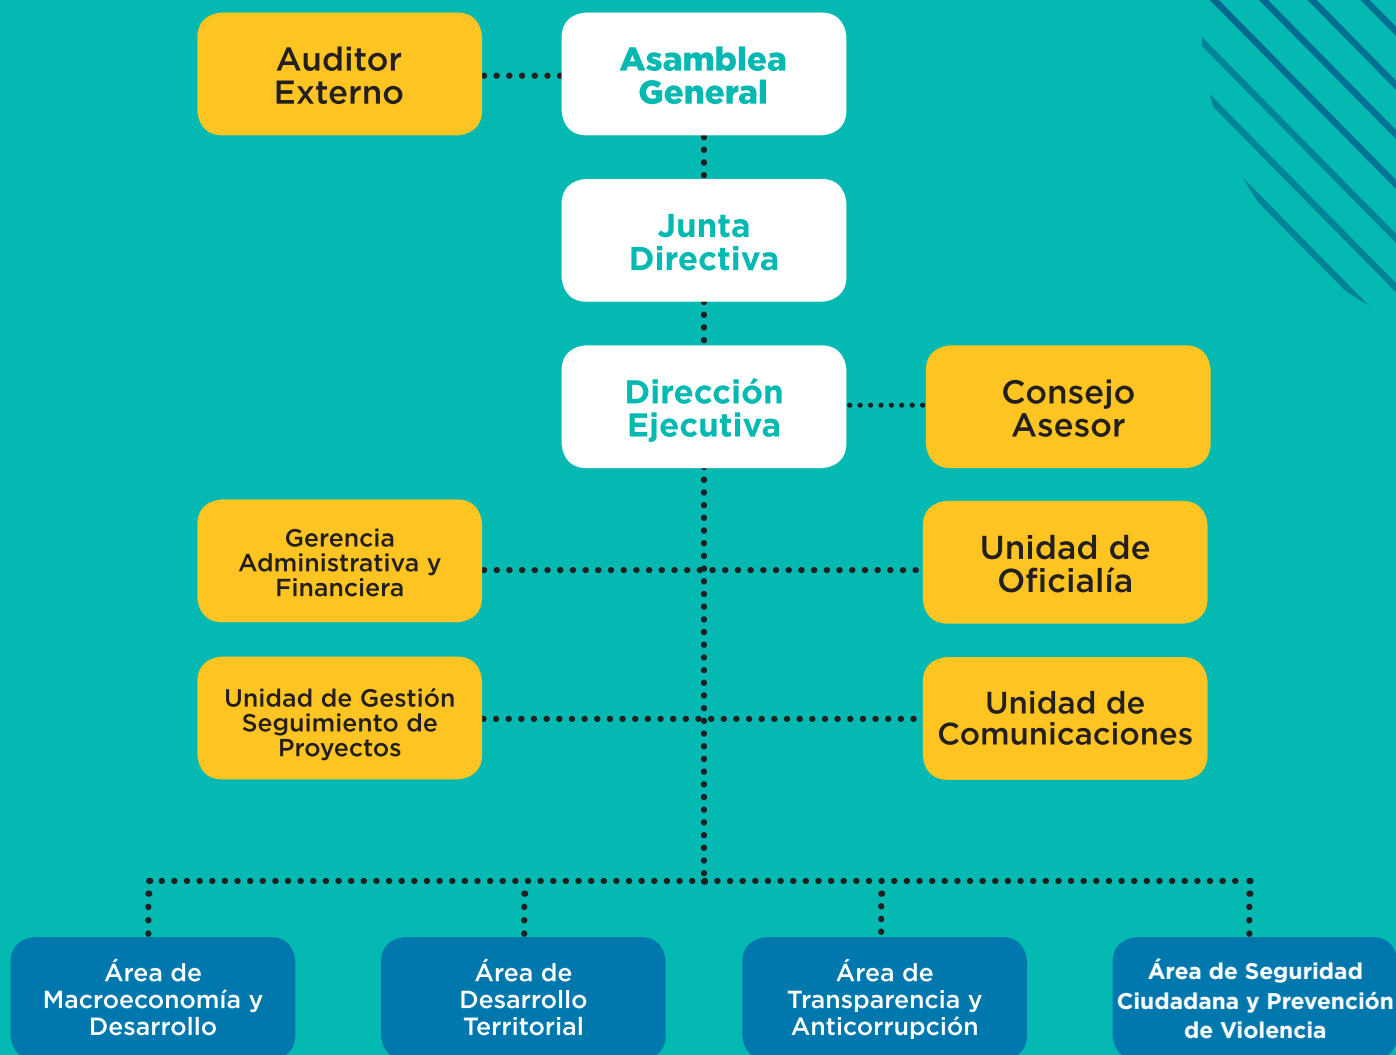 Auditor
Externo
Asamblea
General
Junta
Directiva
Dirección
Ejecutiva
Consejo
Asesor
Gerencia
Administrativa y
Financiera
Unidad de
Oficialía
Unidad de Gestión
Seguimiento de
Proyectos
Unidad de
Comunicaciones
Área de
Macroeconomía y
Desarrollo
Área de
Desarrollo
Territorial
Área de
Transparencia y
Anticorrupción
Área de Seguridad
Ciudadana y Prevención
de Violencia